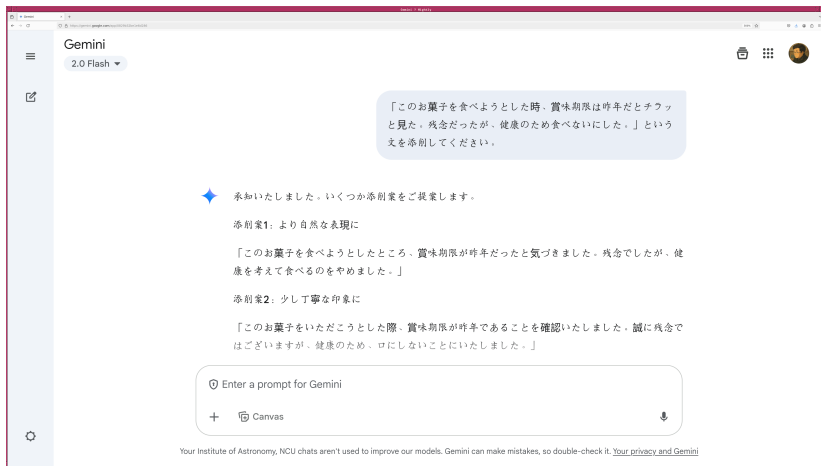 Gemini | Nightly
Gemini
Gemini
2.0 Flash
「このお菓子を食べようとした時、賞味期限は昨年だとチラッ
と見た。残念だったが、健康のため食べないにした。」という
文を添削してください。
承知いたしました。いくつか添削案をご提案します。
添削案1: より自然な表現に
「このお菓子を食べようとしたところ、賞味期限が昨年だったと気づきました。残念でしたが、健
康を考えて食べるのをやめました。」
添削案2: 少し丁寧な印象に
「このお菓子をいただこうとした際、賞味期限が昨年であることを確認いたしました。誠に残念で
はございますが、健康のため、口にしないことにいたしました。」
Enter a prompt for Gemini
Canvas
Your Institute of Astronomy, NCU chats aren't used to improve our models. Gemini can make mistakes, so double-check it. Your privacy and Gemini